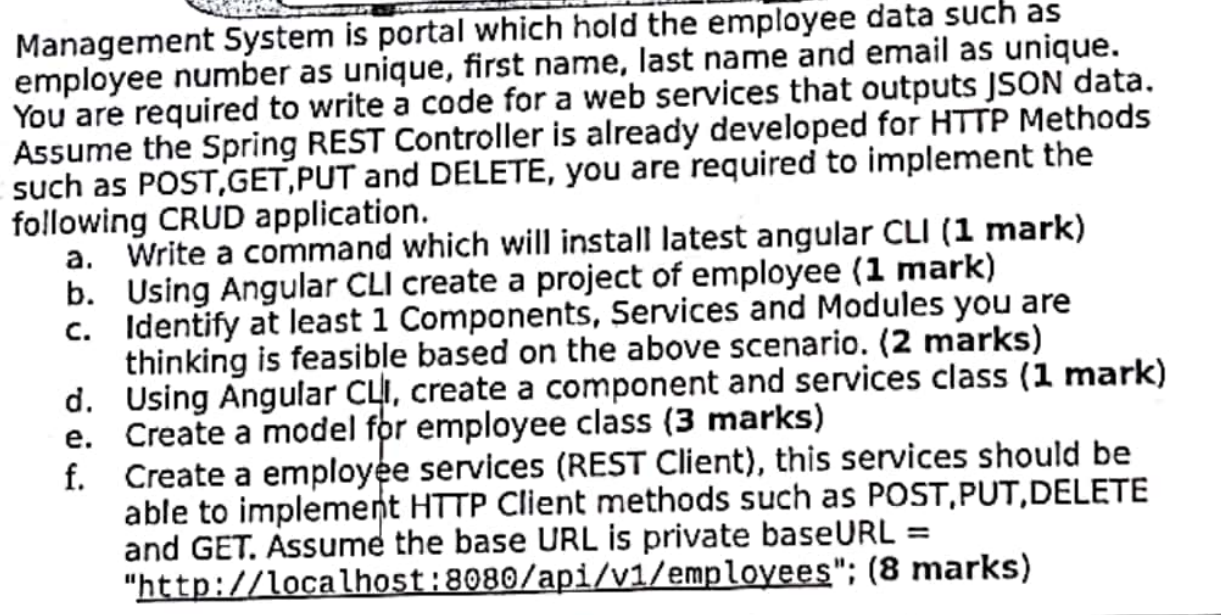 Management System is portal which hold the employee data such as
employee number as unique, first name, last name and email as unique.
You are required to write a code for a web services that outputs JSON data.
Assume the Spring REST Controller is already developed for HTTP Methods
such as POST,GET,PUT and DELETE, you are required to implement the
following CRUD application.
a. Write a command which will install latest angular CLI (1 mark)
b. Using Angular CLI create a project of employee (1 mark)
c. Identify at least 1 Components, Services and Modules you are
thinking is feasible based on the above scenario. (2 marks)
d. Using Angular CLI, create a component and services class (1 mark)
e. Create a model for employee class (3 marks)
f. Create a employee services (REST Client), this services should be
able to implement HTTP Client methods such as POST,PUT,DELETE
and GET. Assume the base URL is private baseURL =
"http://localhost:8080/api/v1/employees"; (8 marks)